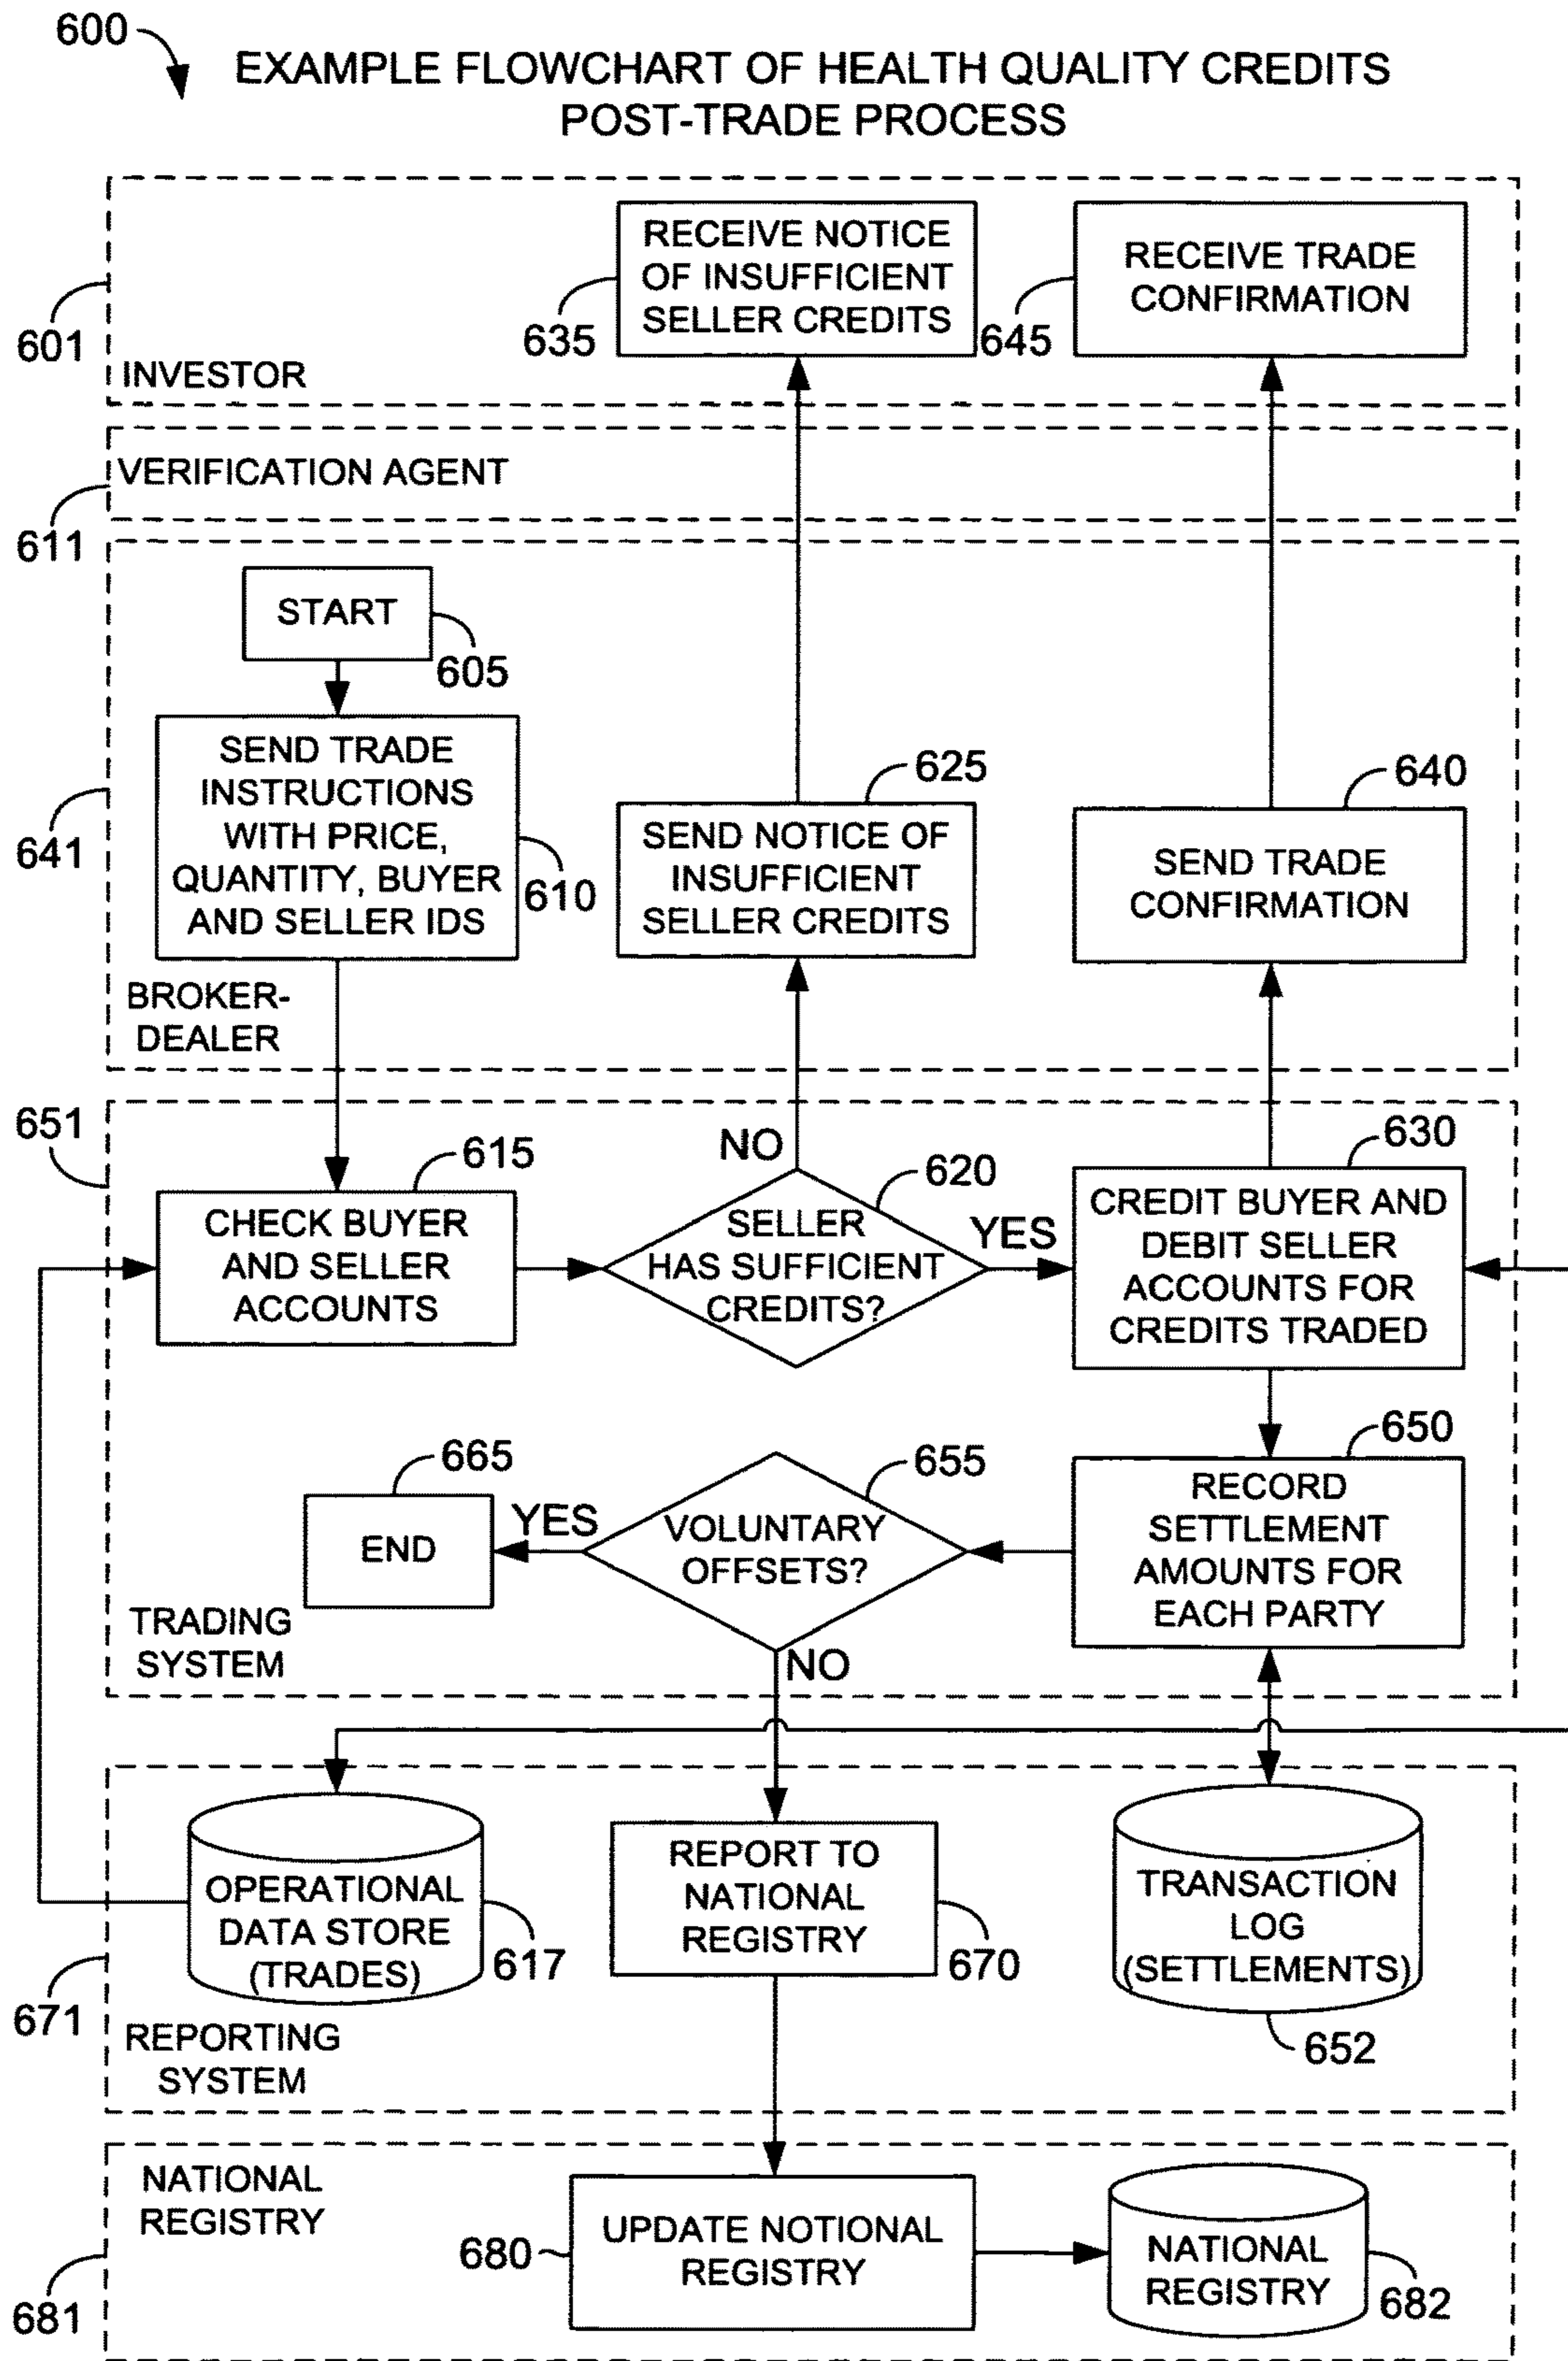 600
EXAMPLE FLOWCHART OF HEALTH QUALITY CREDITS
POST-TRADE PROCESS
RECEIVE NOTICE
OF INSUFFICIENT
SELLER CREDITS
635
RECEIVE TRADE
CONFIRMATION
645
601
INVESTOR
VERIFICATION AGENT
611
START
605
SEND TRADE
INSTRUCTIONS
WITH PRICE,
QUANTITY, BUYER
AND SELLER IDS
610
625
SEND NOTICE OF
INSUFFICIENT
SELLER CREDITS
640
SEND TRADE
CONFIRMATION
641
BROKER-
DEALER
651
615
CHECK BUYER
AND SELLER
ACCOUNTS
NO
620
SELLER
HAS SUFFICIENT
CREDITS?
YES
630
CREDIT BUYER AND
DEBIT SELLER
ACCOUNTS FOR
CREDITS TRADED
650
RECORD
SETTLEMENT
AMOUNTS FOR
EACH PARTY
655
VOLUNTARY
OFFSETS?
YES
665
END
NO
TRADING
SYSTEM
OPERATIONAL
DATA STORE
(TRADES)
617
REPORT TO
NATIONAL
REGISTRY
670
TRANSACTION
LOG
(SETTLEMENTS)
652
671
REPORTING
SYSTEM
NATIONAL
REGISTRY
680
UPDATE NOTIONAL
REGISTRY
NATIONAL
REGISTRY
682
681